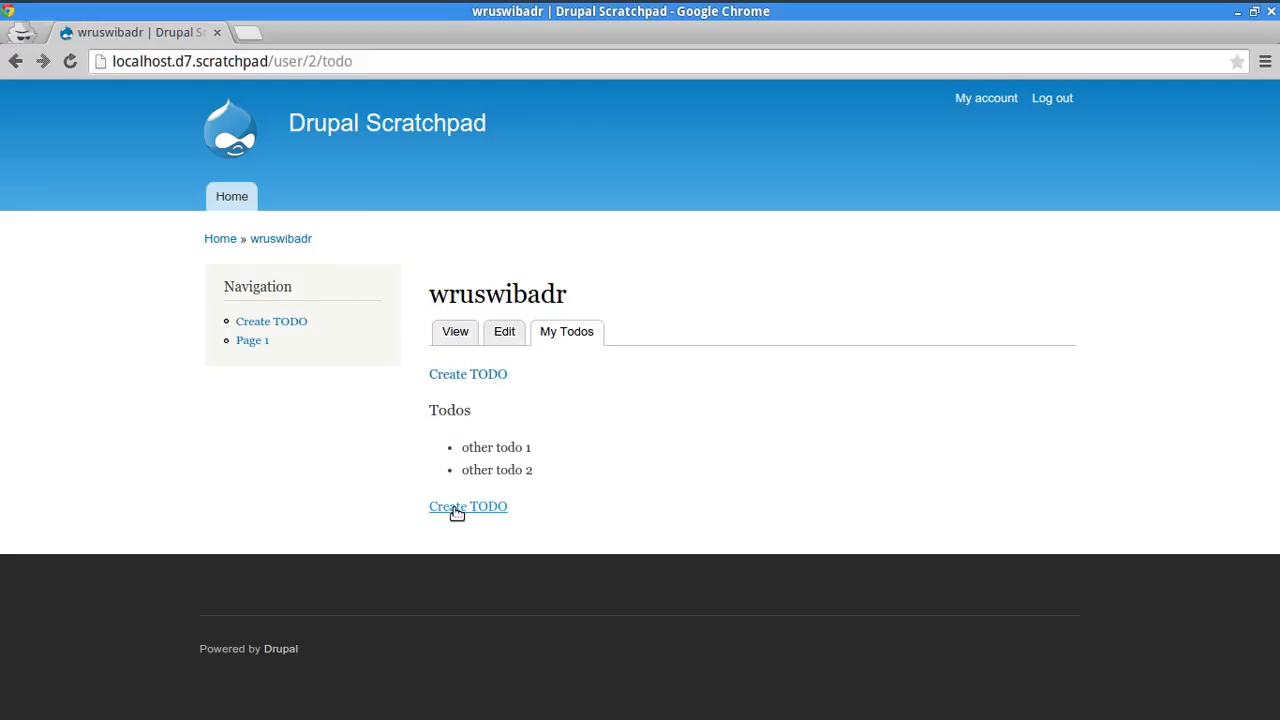 wruswibadr | Drupal Scratchpad - Google Chrome
wruswibadr | Drupal S
localhost.d7.scratchpad/user/2/todo
My account Log out
Drupal Scratchpad
Home
Home » wruswibadr
Navigation
Create TODO
Page 1
wruswibadr
View Edit My Todos
Create TODO
Todos
other todo 1
other todo 2
Create TODO
Powered by Drupal